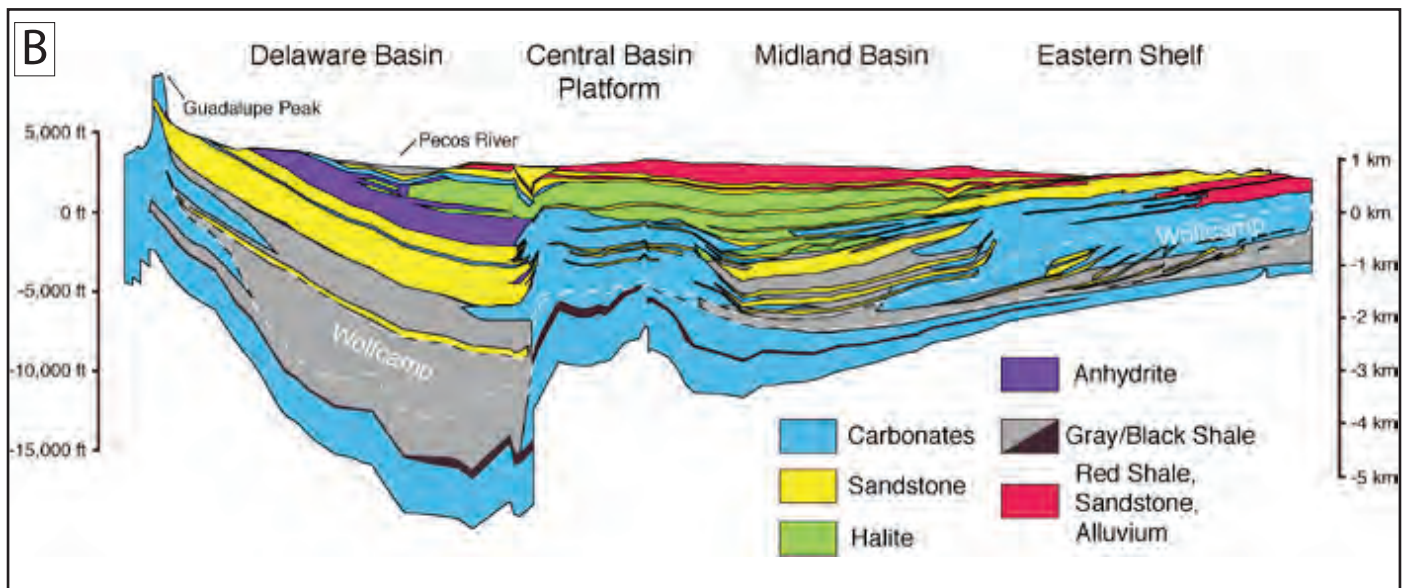 B
Delaware Basin
Central Basin
Platform
Midland Basin
Eastern Shelf
Guadalupe Peak
Pecos River
5,000 ft
0 ft
-5,000 ft
-10,000 ft
-15,000 ft
1 km
0 km
-1 km
-2 km
-3 km
-4 km
-5 km
Wolfcamp
Wolfcamp
Carbonates
Sandstone
Halite
Anhydrite
Gray/Black Shale
Red Shale,
Sandstone,
Alluvium